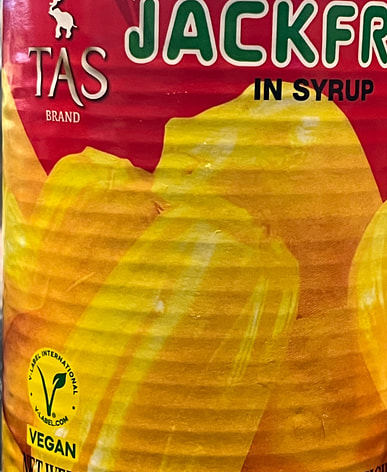 JACKFR
IN SYRUP
TAS
BRAND
V-LABEL INTERNATIONAL
V-LABEL.COM
VEGAN